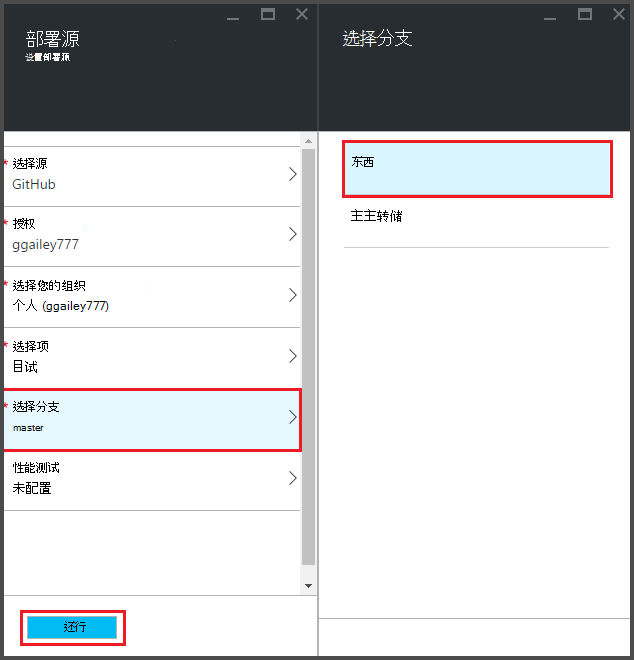 部署源
设置部署源
* 选择源
GitHub
* 授权
ggailey777
* 选择您的组织
个人 (ggailey777)
* 选择项
目试
* 选择分支
master
性能测试
未配置
还行
选择分支
东西
主主转储